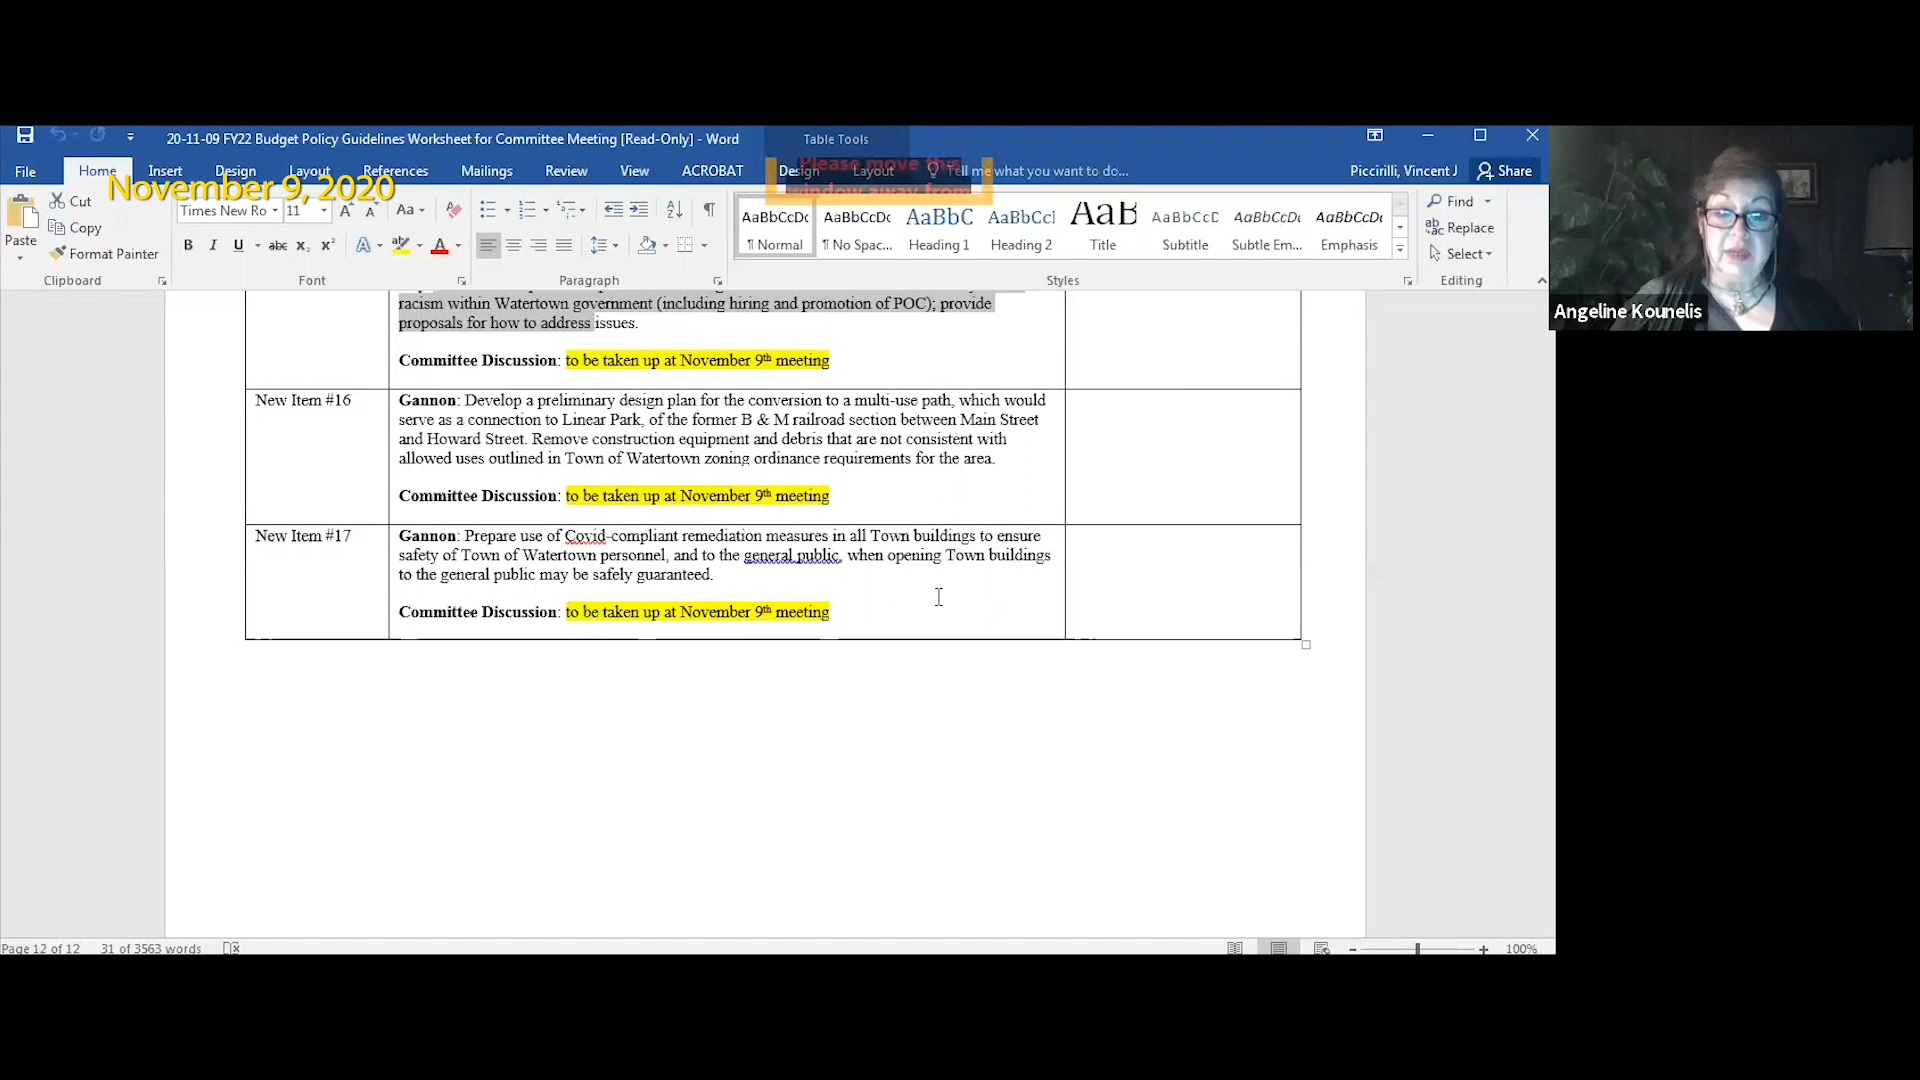 20-11-09 FY22 Budget Policy Guidelines Worksheet for Committee Meeting [Read-Only] - Word
Table Tools
File Home Insert Design Layout References Mailings Review View ACROBAT Design Layout Tell me what you want to do... Piccirilli, Vincent J Share
Please move this
window away from
November 9, 2020
Cut
Copy
Format Painter
Paste
Times New Ro 11
AaBbCcDc AaBbCcDc AaBbC AaBbCcl AaB AaBbCcD AaBbCcDc AaBbCcDc
¶ Normal ¶ No Spac... Heading 1 Heading 2 Title Subtitle Subtle Em... Emphasis
Find
Replace
Select
Clipboard Font Paragraph Styles Editing
racism within Watertown government (including hiring and promotion of POC); provide
proposals for how to address issues.
Committee Discussion: to be taken up at November 9th meeting
New Item #16
Gannon: Develop a preliminary design plan for the conversion to a multi-use path, which would
serve as a connection to Linear Park, of the former B & M railroad section between Main Street
and Howard Street. Remove construction equipment and debris that are not consistent with
allowed uses outlined in Town of Watertown zoning ordinance requirements for the area.
Committee Discussion: to be taken up at November 9th meeting
New Item #17
Gannon: Prepare use of Covid-compliant remediation measures in all Town buildings to ensure
safety of Town of Watertown personnel, and to the general public, when opening Town buildings
to the general public may be safely guaranteed.
Committee Discussion: to be taken up at November 9th meeting
Page 12 of 12 31 of 3563 words 100%
Angeline Kounelis